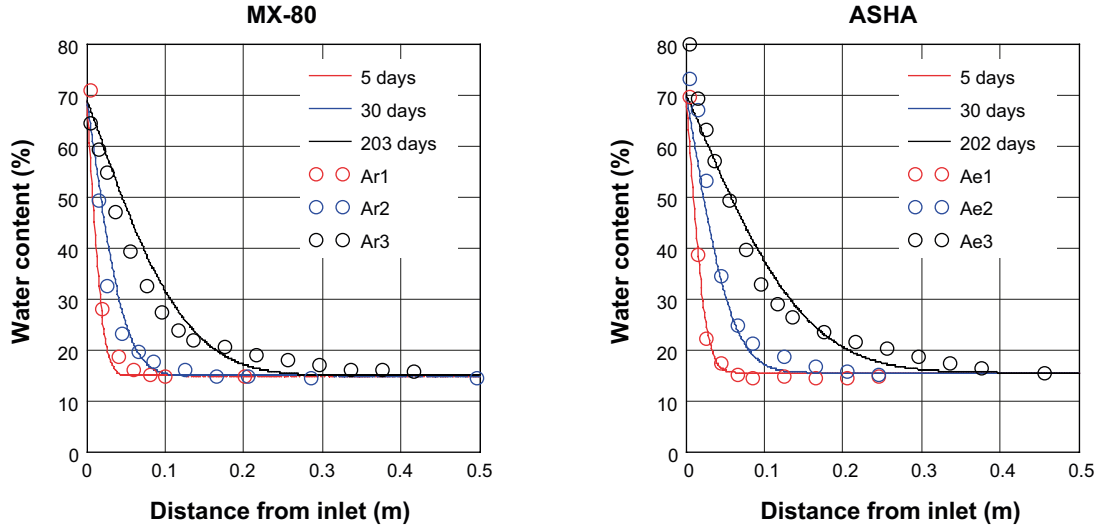 MX-80
80
70
60
50
40
30
20
10
0
Water content (%)
5 days
30 days
203 days
Ar1
Ar2
Ar3
0 0.1 0.2 0.3 0.4 0.5
Distance from inlet (m)
ASHA
80
70
60
50
40
30
20
10
0
Water content (%)
5 days
30 days
202 days
Ae1
Ae2
Ae3
0 0.1 0.2 0.3 0.4 0.5
Distance from inlet (m)